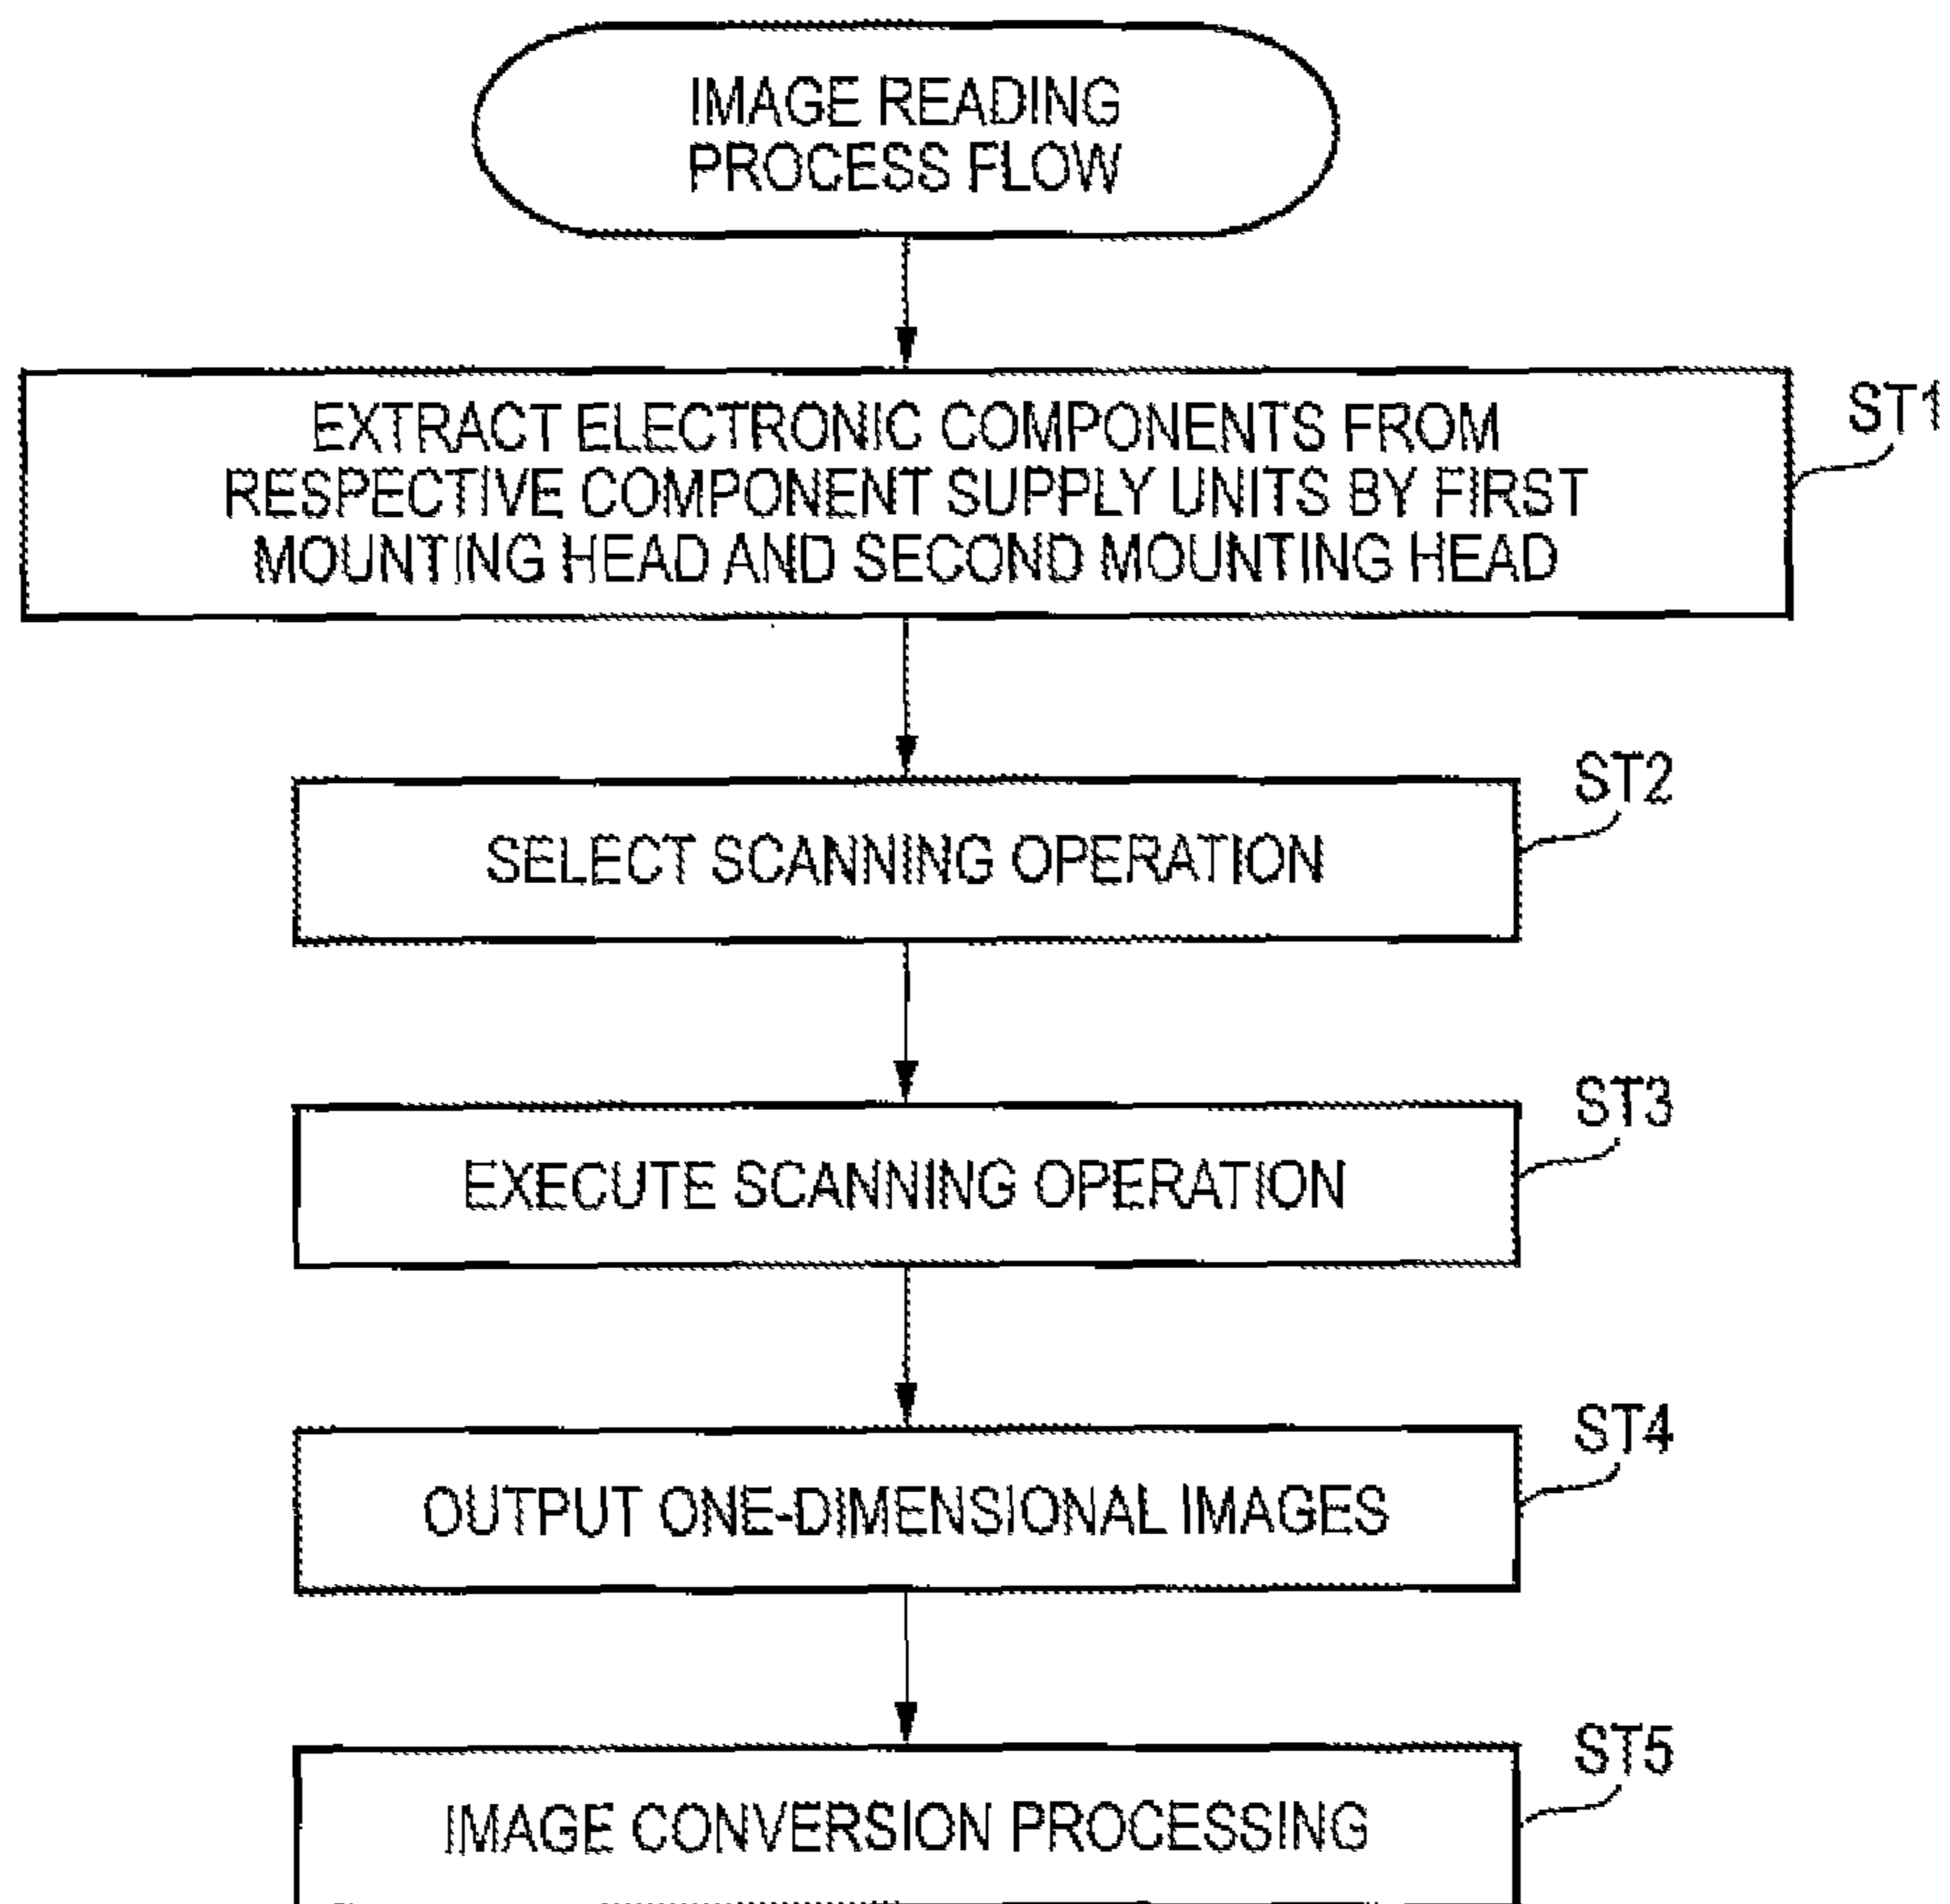 IMAGE READING
PROCESS FLOW
EXTRACT ELECTRONIC COMPONENTS FROM
RESPECTIVE COMPONENT SUPPLY UNITS BY FIRST
MOUNTING HEAD AND SECOND MOUNTING HEAD
ST1
SELECT SCANNING OPERATION
ST2
EXECUTE SCANNING OPERATION
ST3
OUTPUT ONE-DIMENSIONAL IMAGES
ST4
IMAGE CONVERSION PROCESSING
ST5